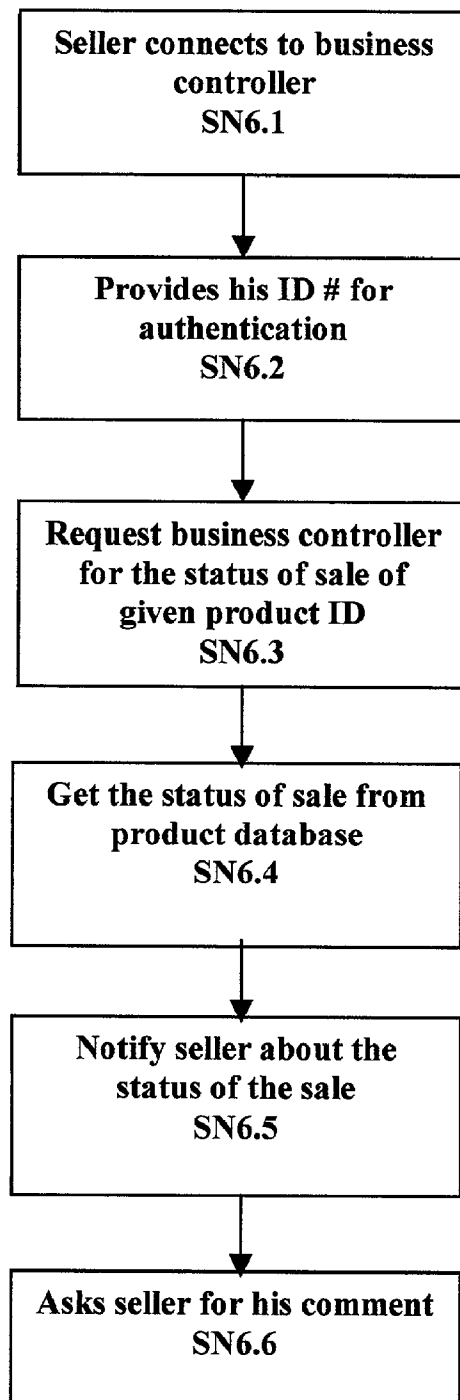 Seller connects to business
controller
SN6.1
Provides his ID # for
authentication
SN6.2
Request business controller
for the status of sale of
given product ID
SN6.3
Get the status of sale from
product database
SN6.4
Notify seller about the
status of the sale
SN6.5
Asks seller for his comment
SN6.6